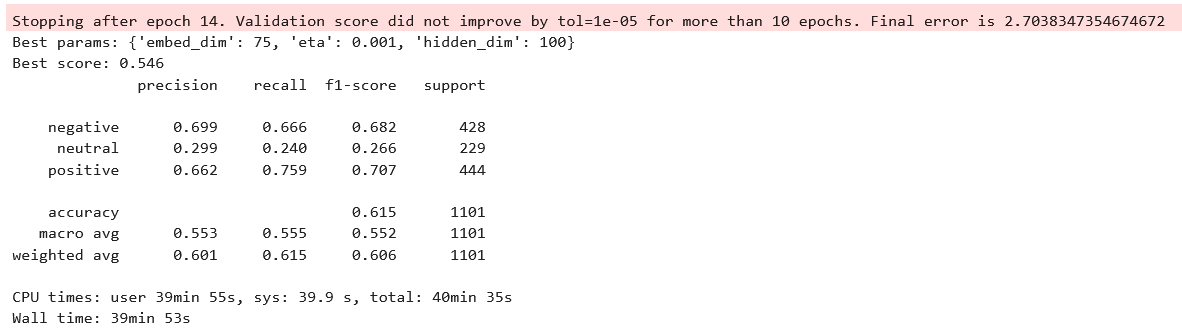 Stopping after epoch 14. Validation score did not improve by tol=1e-05 for more than 10 epochs. Final error is 2.7038347354674672
Best params: {'embed_dim': 75, 'eta': 0.001, 'hidden_dim': 100}
Best score: 0.546
precision recall f1-score support
negative 0.699 0.666 0.682 428
neutral 0.299 0.240 0.266 229
positive 0.662 0.759 0.707 444
accuracy 0.615 1101
macro avg 0.553 0.555 0.552 1101
weighted avg 0.601 0.615 0.606 1101
CPU times: user 39min 55s, sys: 39.9 s, total: 40min 35s
Wall time: 39min 53s